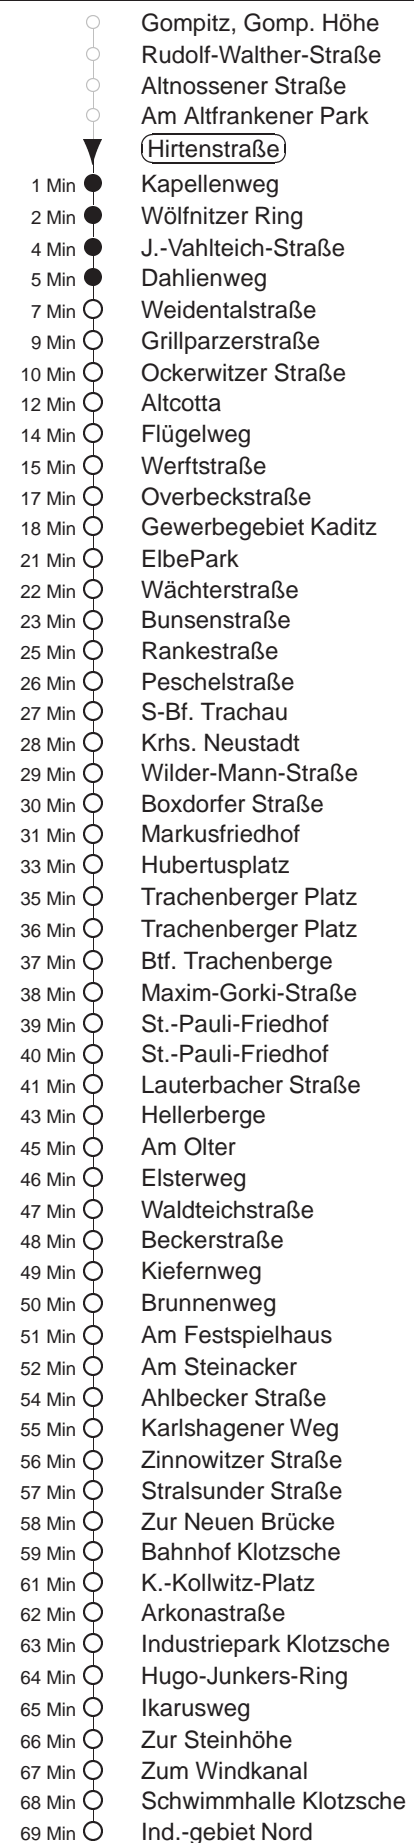 Gompitz, Gomp. Höhe
Rudolf-Walther-Straße
Altnossener Straße
Am Altfrankener Park
Hirtenstraße
1 Min Kapellenweg
2 Min Wölfnitzer Ring
4 Min J.-Vahlteich-Straße
5 Min Dahlienweg
7 Min Weidentalstraße
9 Min Grillparzerstraße
10 Min Ockerwitzer Straße
12 Min Altcotta
14 Min Flügelweg
15 Min Werftstraße
17 Min Overbeckstraße
18 Min Gewerbegebiet Kaditz
21 Min ElbePark
22 Min Wächterstraße
23 Min Bunsenstraße
25 Min Rankestraße
26 Min Peschelstraße
27 Min S-Bf. Trachau
28 Min Krhs. Neustadt
29 Min Wilder-Mann-Straße
30 Min Boxdorfer Straße
31 Min Markusfriedhof
33 Min Hubertusplatz
35 Min Trachenberger Platz
36 Min Trachenberger Platz
37 Min Btf. Trachenberge
38 Min Maxim-Gorki-Straße
39 Min St.-Pauli-Friedhof
40 Min St.-Pauli-Friedhof
41 Min Lauterbacher Straße
43 Min Hellerberge
45 Min Am Olter
46 Min Elsterweg
47 Min Waldteichstraße
48 Min Beckerstraße
49 Min Kiefernweg
50 Min Brunnenweg
51 Min Am Festspielhaus
52 Min Am Steinacker
54 Min Ahlbecker Straße
55 Min Karlshagener Weg
56 Min Zinnowitzer Straße
57 Min Stralsunder Straße
58 Min Zur Neuen Brücke
59 Min Bahnhof Klotzsche
61 Min K.-Kollwitz-Platz
62 Min Arkonastraße
63 Min Industriepark Klotzsche
64 Min Hugo-Junkers-Ring
65 Min Ikarusweg
66 Min Zur Steinhöhe
67 Min Zum Windkanal
68 Min Schwimmhalle Klotzsche
69 Min Ind.-gebiet Nord